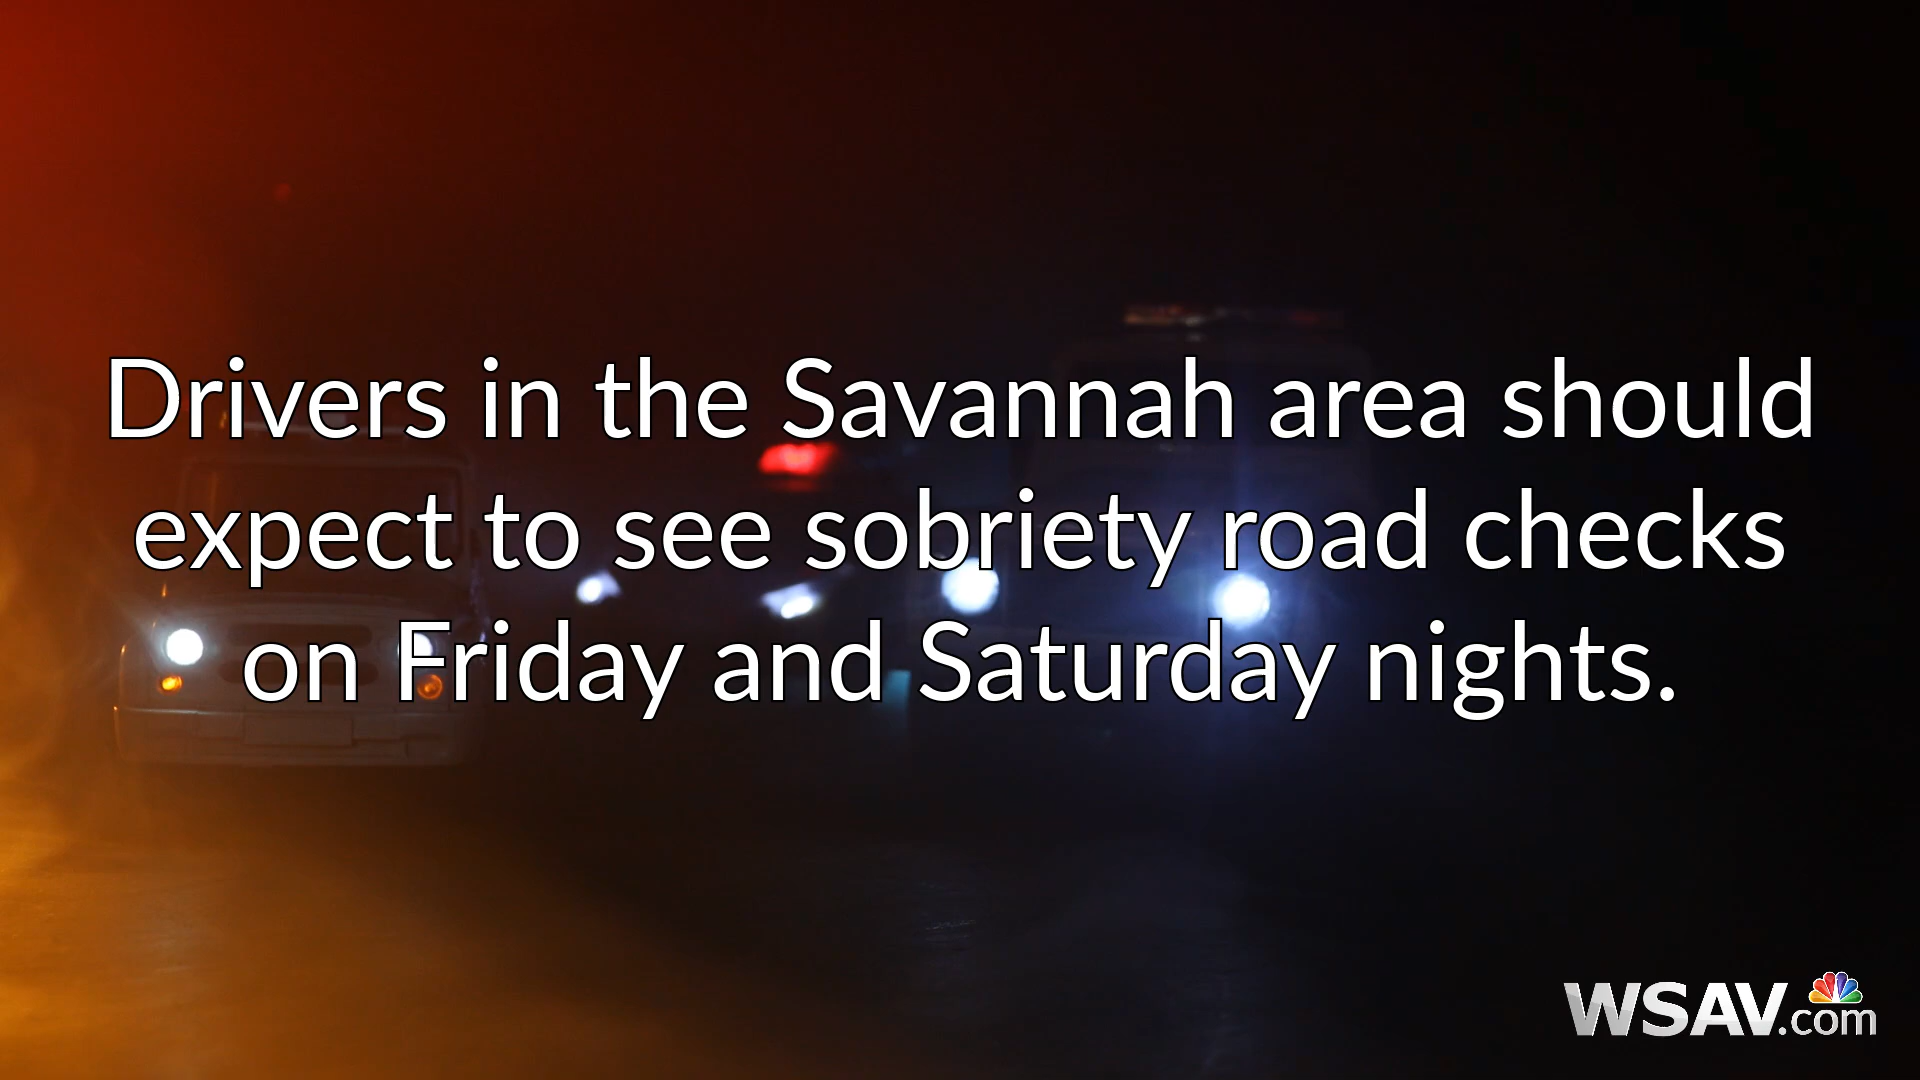 Drivers in the Savannah area should
expect to see sobriety road checks
on Friday and Saturday nights.
WSAV.com